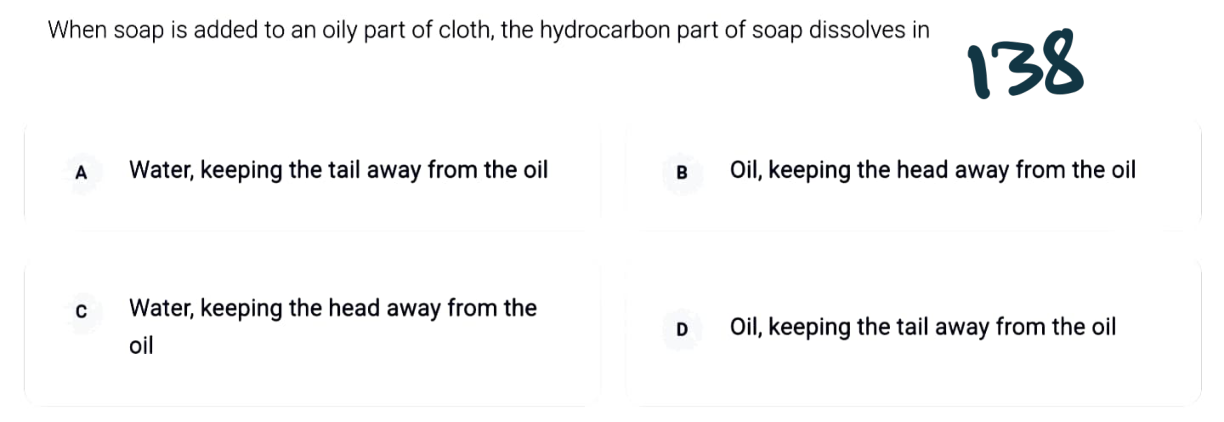 When soap is added to an oily part of cloth, the hydrocarbon part of soap dissolves in
138
A Water, keeping the tail away from the oil
B Oil, keeping the head away from the oil
C Water, keeping the head away from the
oil
D Oil, keeping the tail away from the oil